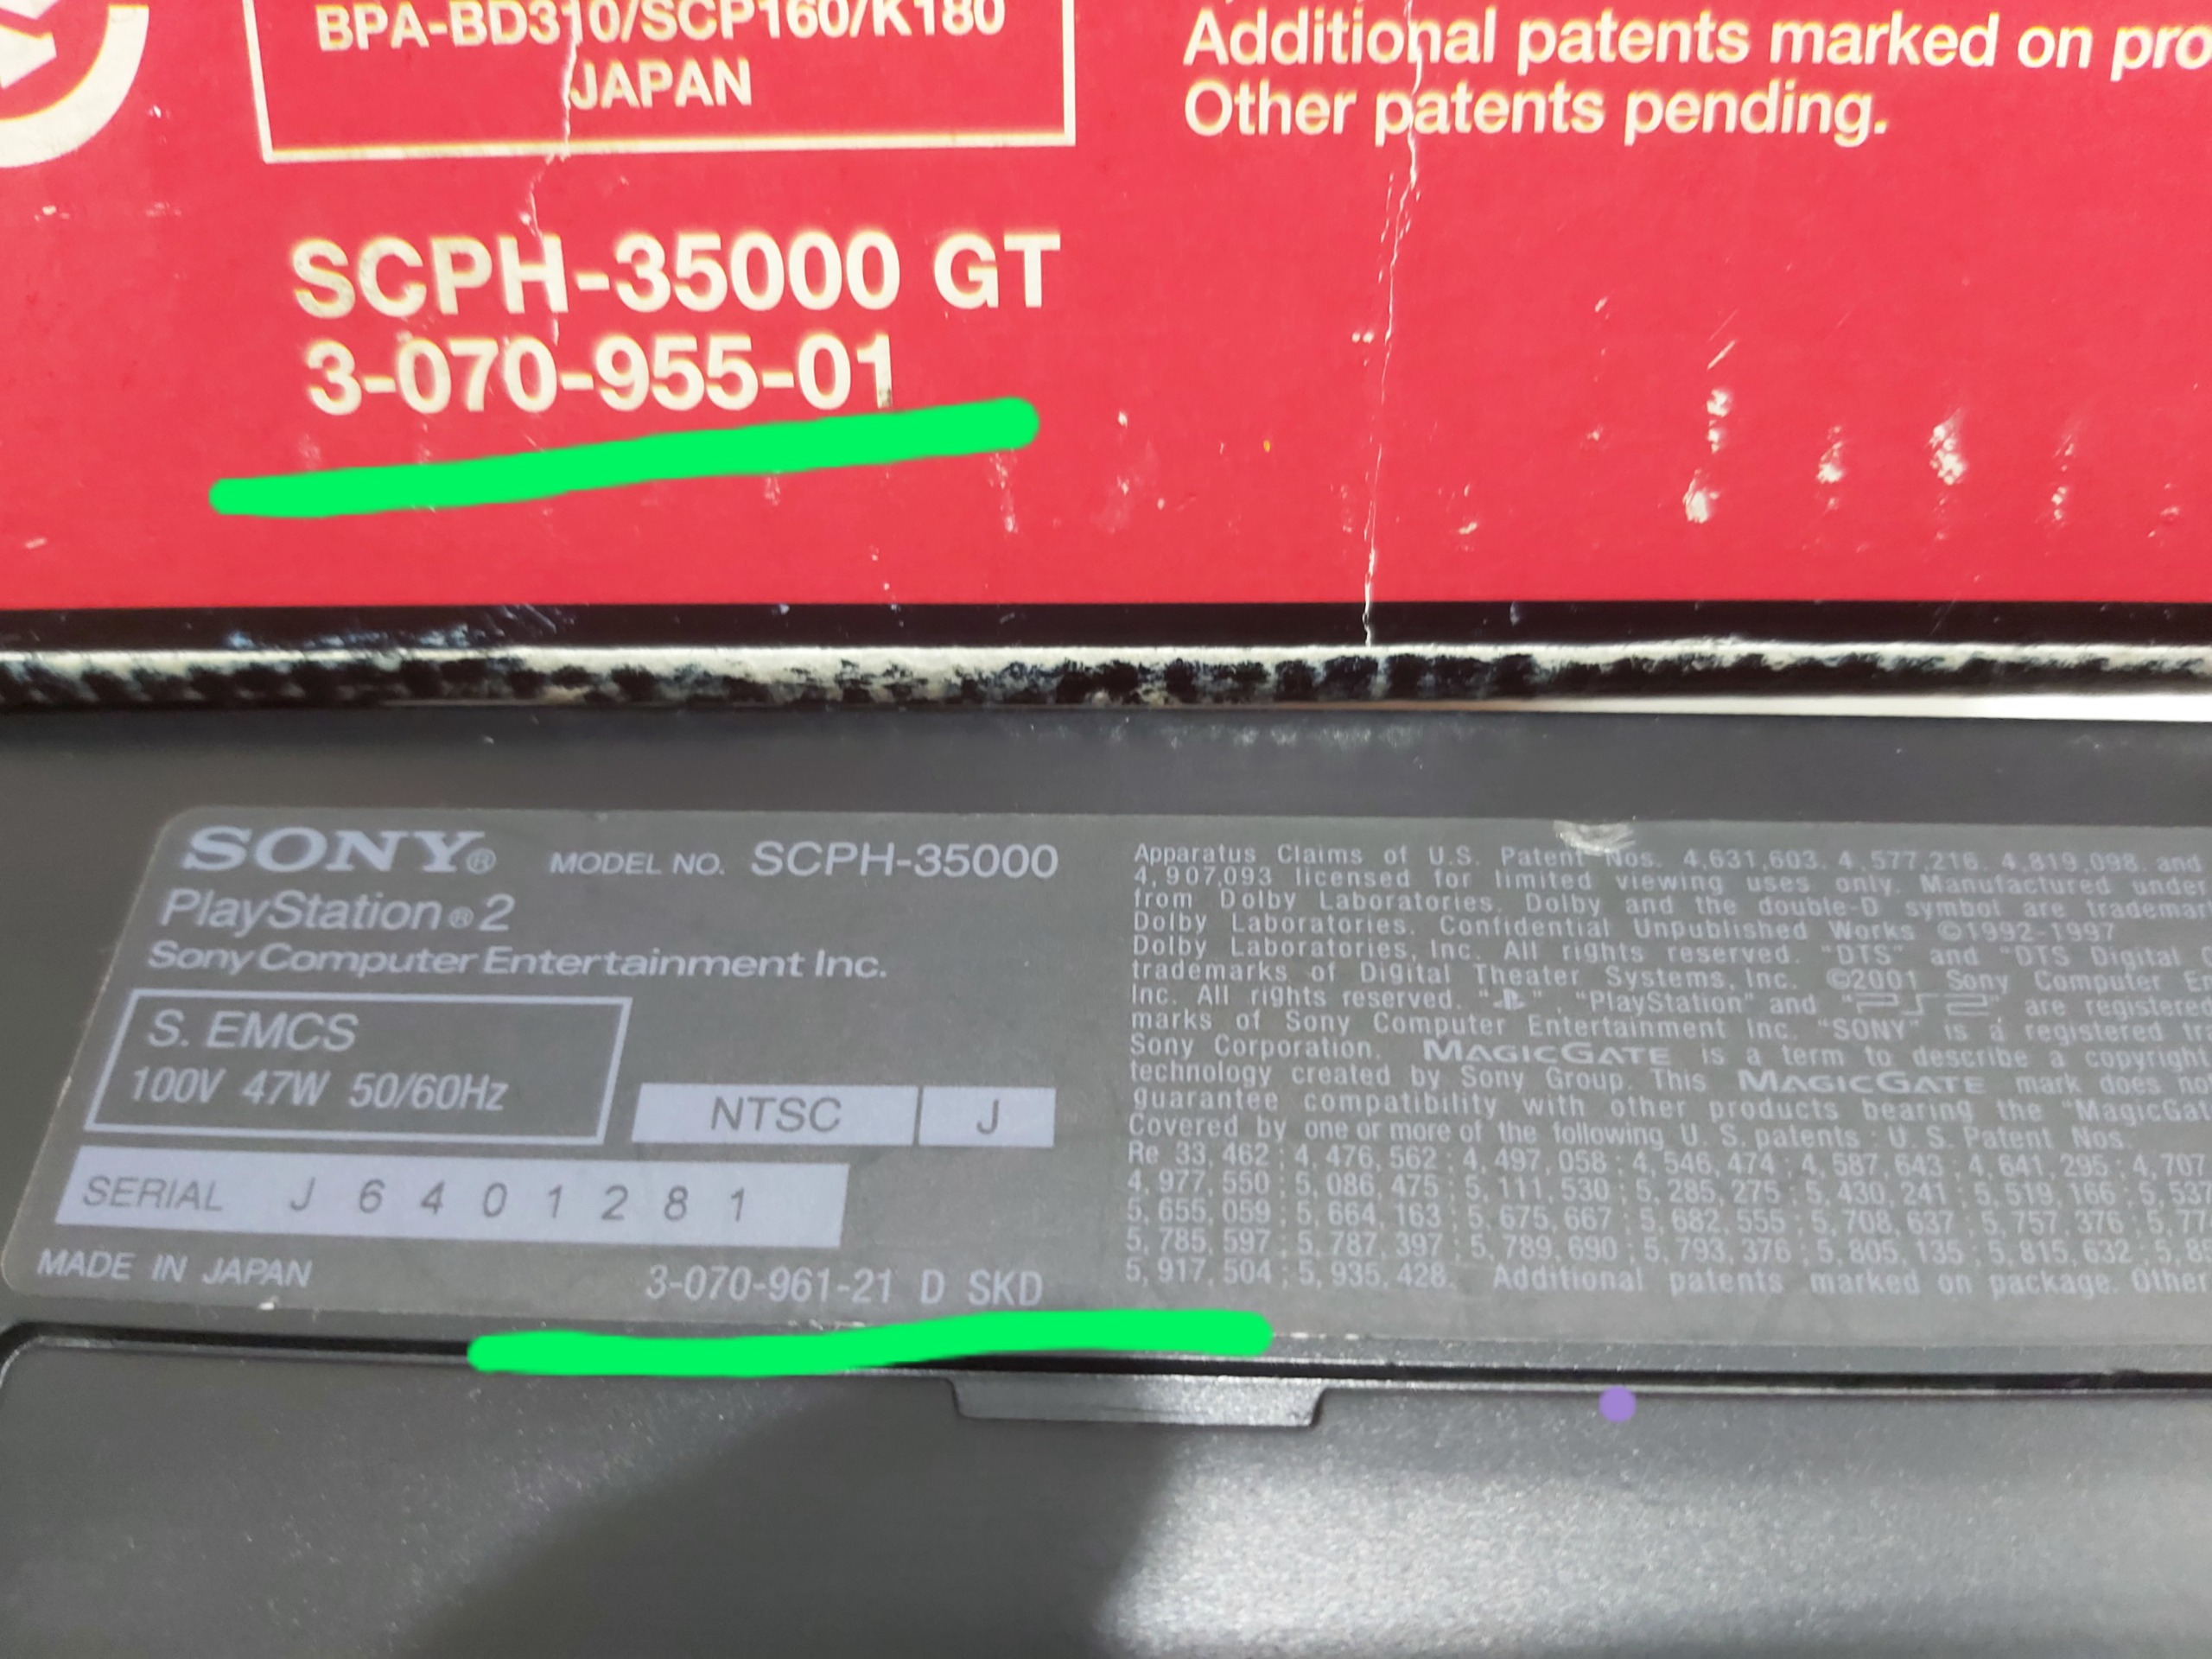 BPA-BD310/SCP160/K180
JAPAN
Additional patents marked on pro
Other patents pending.
SCPH-35000 GT
3-070-955-01
SONY® MODEL NO. SCPH-35000
PlayStation®2
Sony Computer Entertainment Inc.
S. EMCS
100V 47W 50/60Hz
NTSC J
SERIAL J6401281
MADE IN JAPAN
3-070-961-21 D SKD
Apparatus Claims of U.S. Patent Nos. 4,631,603. 4,577,216. 4,819,098. and
4,907,093 licensed for limited viewing uses only. Manufactured under
from Dolby Laboratories. Dolby and the double-D symbol are trademar
Dolby Laboratories. Confidential Unpublished Works ©1992-1997
Dolby Laboratories, Inc. All rights reserved. "DTS" and "DTS Digital
trademarks of Digital Theater Systems, Inc. ©2001 Sony Computer E
Inc. All rights reserved. " ", "PlayStation" and "PS2" are registered
marks of Sony Computer Entertainment Inc. "SONY" is a registered tr
Sony Corporation. MAGICGATE is a term to describe a copyright
technology created by Sony Group. This MAGICGATE mark does no
guarantee compatibility with other products bearing the "MagicGa
Covered by one or more of the following U. S. patents : U. S. Patent Nos.
Re 33, 462 ; 4, 476, 562 ; 4, 497, 058 ; 4, 546, 474 ; 4, 587, 643 ; 4, 641, 295 ; 4, 707
4, 977, 550 ; 5, 086, 475 ; 5, 111, 530 ; 5, 285, 275 ; 5, 430, 241 ; 5, 519, 166 ; 5, 537
5, 655, 059 ; 5, 664, 163 ; 5, 675, 667 ; 5, 682, 555 ; 5, 708, 637 ; 5, 757, 376 ; 5, 77
5, 785, 597 ; 5, 787, 397 ; 5, 789, 690 ; 5, 793, 376 ; 5, 805, 135 ; 5, 815, 632 ; 5, 8
5, 917, 504 ; 5, 935, 428. Additional patents marked on package. Other